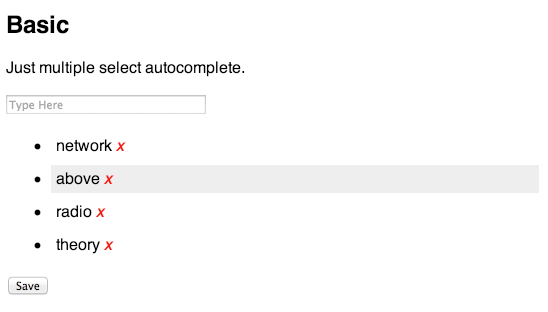 Basic
Just multiple select autocomplete.
Type Here
network x
above x
radio x
theory x
Save